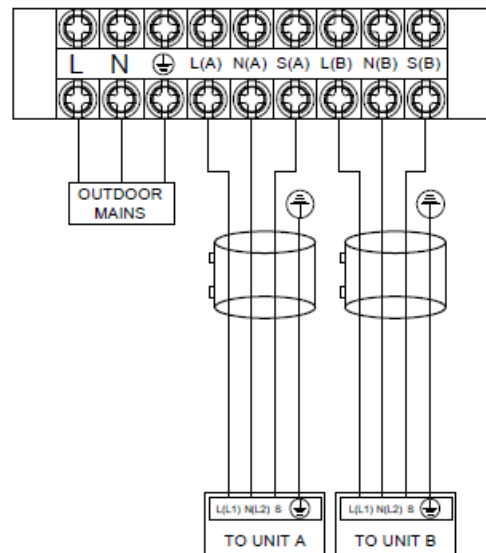 L N L(A) N(A) S(A) L(B) N(B) S(B)
OUTDOOR
MAINS
L(L1) N(L2) S
TO UNIT A
L(L1) N(L2) S
TO UNIT B